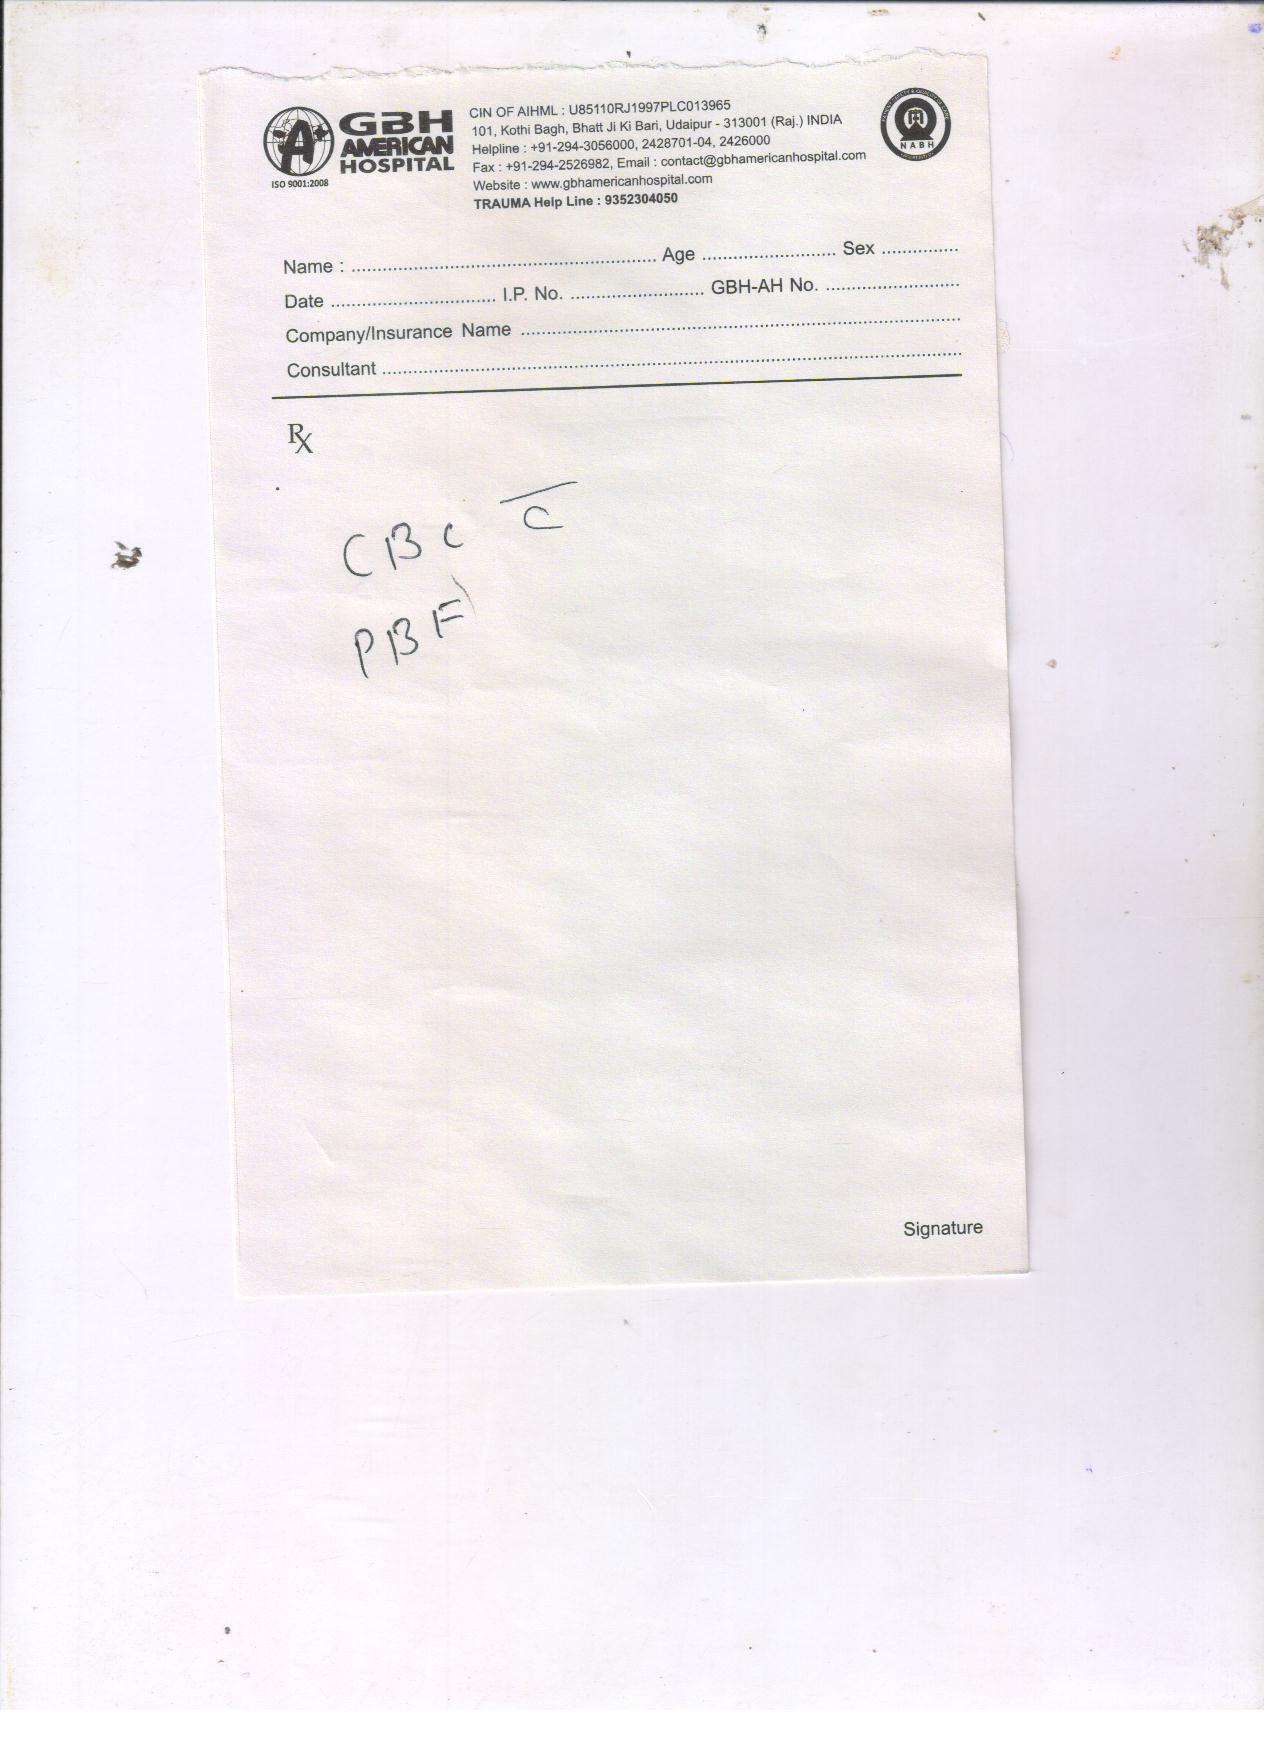 GBH
AMERICAN
HOSPITAL
ISO 9001:2008
CIN OF AIHML : U85110RJ1997PLC013965
101, Kothi Bagh, Bhatt Ji Ki Bari, Udaipur - 313001 (Raj.) INDIA
Helpline : +91-294-3056000, 2428701-04, 2426000
Fax : +91-294-2526982, Email : contact@gbhamericanhospital.com
Website : www.gbhamericanhospital.com
TRAUMA Help Line : 9352304050
NABH
Name : ........................................................ Age ........................ Sex ..............
Date .............................. I.P. No. ........................ GBH-AH No. ........................
Company/Insurance Name ................................................................................
Consultant ..........................................................................................................
Rx
CBC c̄
PBF
Signature